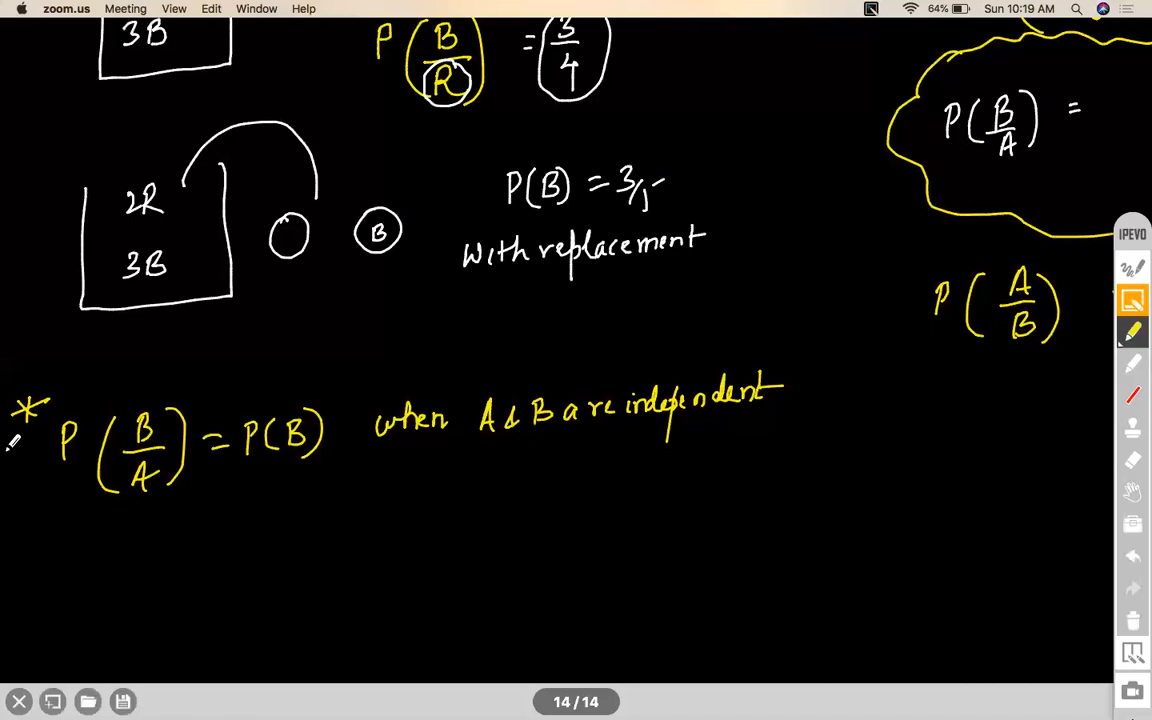 zoom.us Meeting View Edit Window Help 64% Sun 10:19 AM
3B
P(B/R) = 3/4
P(B/A) =
2R
3B
B
P(B) = 3/5
With replacement
IPEVO
P(A/B)
* P(B/A) = P(B) when A & B are independent
14/14